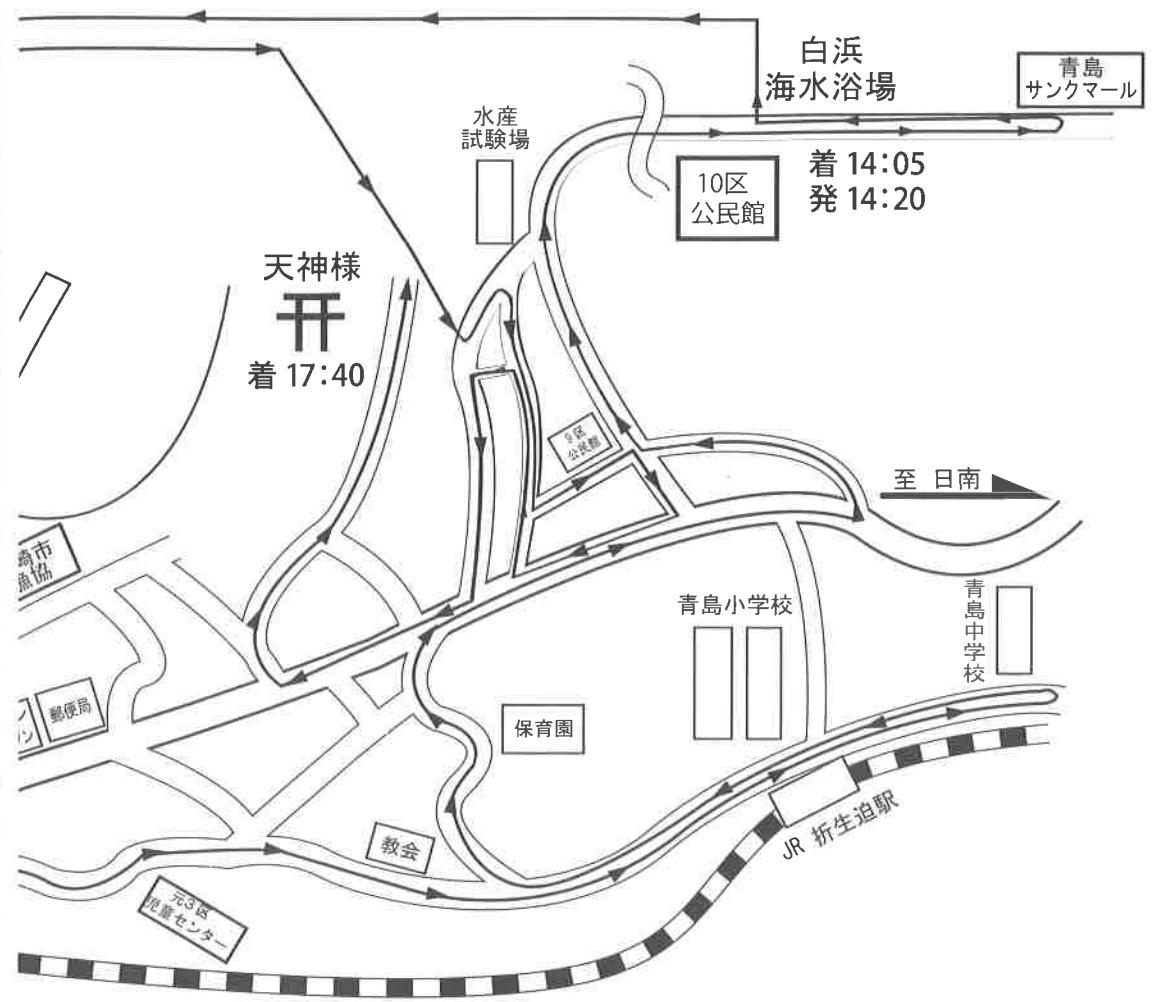 白浜
海水浴場
青島
サンクマール
水産
試験場
着 14:05
発 14:20
10区
公民館
天神様
着 17:40
9区
公民館
至 日南
崎市
漁協
青島小学校
青島中学校
郵便局
保育園
教会
JR 折生迫駅
元3区
児童センター